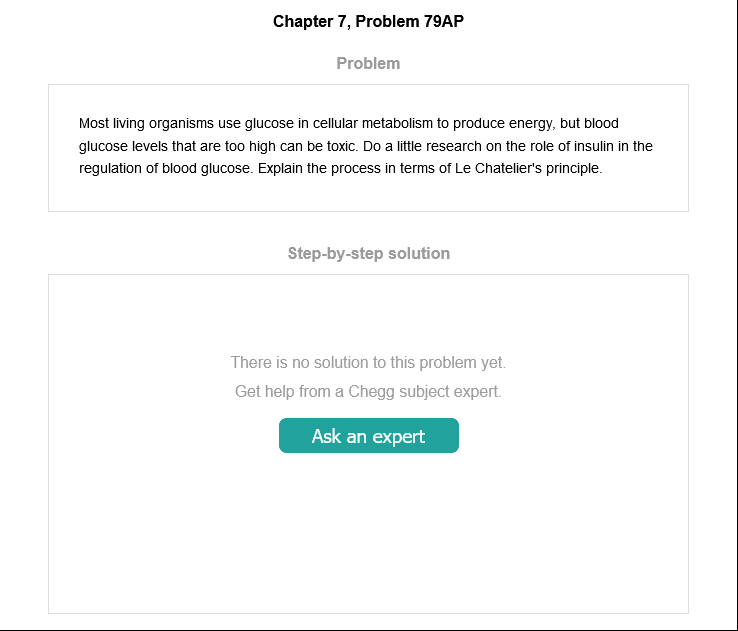 Chapter 7, Problem 79AP
Problem
Most living organisms use glucose in cellular metabolism to produce energy, but blood
glucose levels that are too high can be toxic. Do a little research on the role of insulin in the
regulation of blood glucose. Explain the process in terms of Le Chatelier's principle.
Step-by-step solution
There is no solution to this problem yet.
Get help from a Chegg subject expert.
Ask an expert